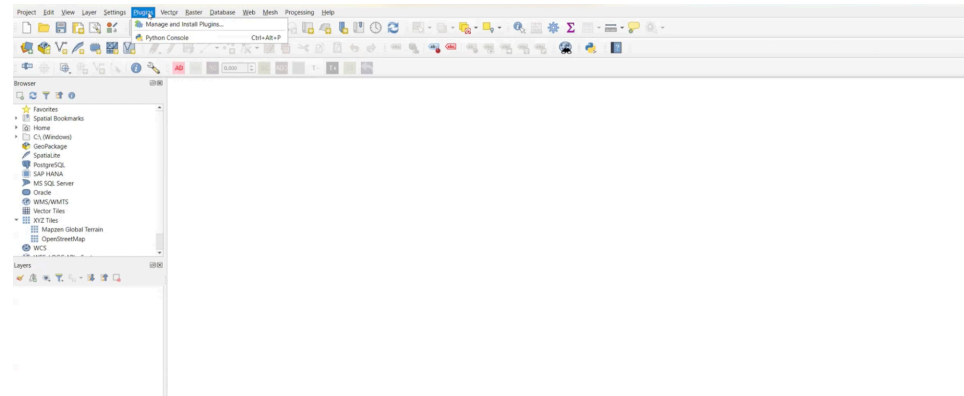 Project Edit View Layer Settings Plugins Vector Raster Database Web Mesh Processing Help
Manage and Install Plugins...
Python Console Ctrl+Alt+P
Browser
Favorites
Spatial Bookmarks
Home
C:\ (Windows)
GeoPackage
SpatiaLite
PostgreSQL
SAP HANA
MS SQL Server
Oracle
WMS/WMTS
Vector Tiles
XYZ Tiles
Mapzen Global Terrain
OpenStreetMap
WCS
Layers